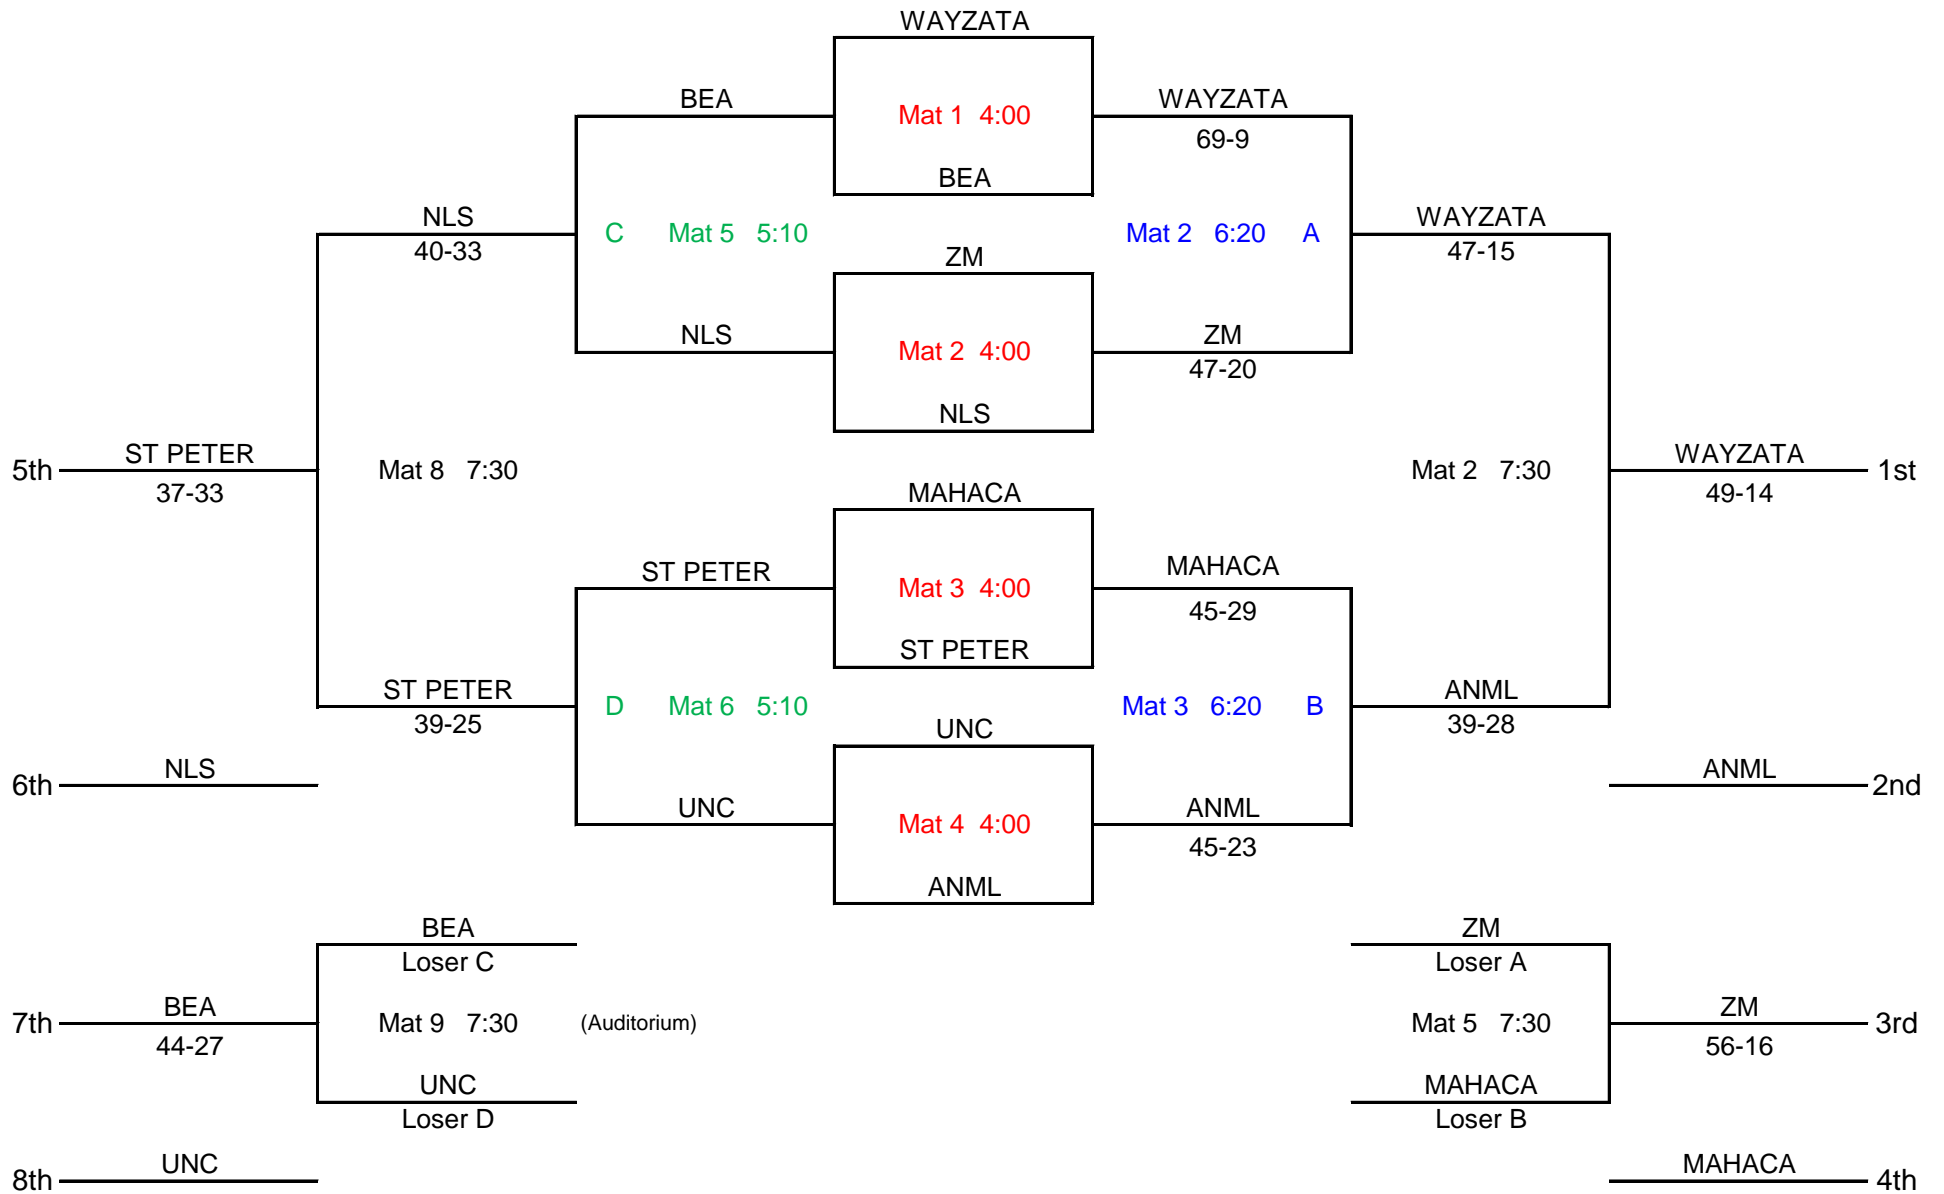 WAYZATA
BEA
Mat 1 4:00
WAYZATA
69-9
BEA
NLS
40-33
C Mat 5 5:10
Mat 2 6:20 A
WAYZATA
47-15
ZM
NLS
Mat 2 4:00
ZM
47-20
NLS
5th
ST PETER
37-33
Mat 8 7:30
Mat 2 7:30
WAYZATA
49-14
1st
MAHACA
ST PETER
Mat 3 4:00
MAHACA
45-29
ST PETER
ST PETER
39-25
D Mat 6 5:10
Mat 3 6:20 B
ANML
39-28
UNC
6th
NLS
ANML
2nd
UNC
Mat 4 4:00
ANML
45-23
ANML
BEA
Loser C
ZM
Loser A
7th
BEA
44-27
Mat 9 7:30
(Auditorium)
Mat 5 7:30
ZM
56-16
3rd
UNC
Loser D
MAHACA
Loser B
8th
UNC
MAHACA
4th